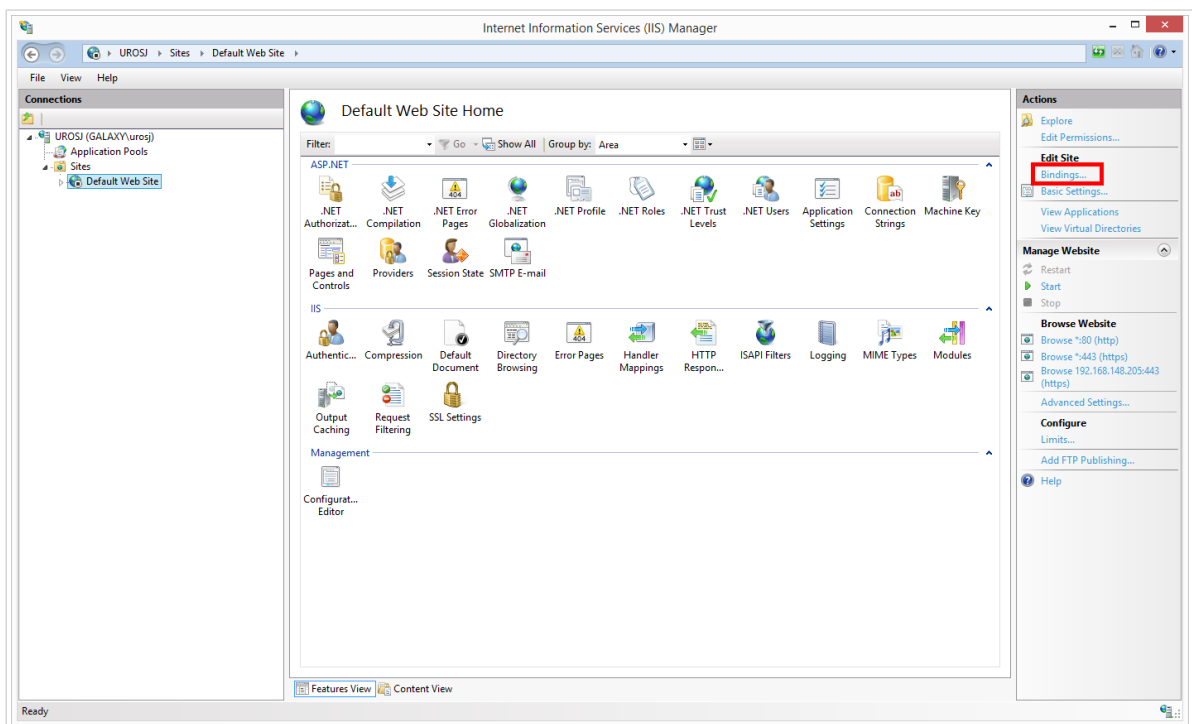 Internet Information Services (IIS) Manager
UROSJ Sites Default Web Site
File View Help
Connections
UROSJ (GALAXY\urosj)
Application Pools
Sites
Default Web Site
Default Web Site Home
Filter: Go Show All Group by: Area
ASP.NET
.NET Authorizat...
.NET Compilation
404
.NET Error Pages
.NET Globalization
.NET Profile
.NET Roles
.NET Trust Levels
.NET Users
Application Settings
ab
Connection Strings
Machine Key
Pages and Controls
Providers
Session State
SMTP E-mail
IIS
Authentic...
Compression
Default Document
Directory Browsing
404
Error Pages
Handler Mappings
HTTP Respon...
ISAPI Filters
Logging
MIME Types
Modules
Output Caching
Request Filtering
SSL Settings
Management
Configurat... Editor
Features View Content View
Actions
Explore
Edit Permissions...
Edit Site
Bindings...
Basic Settings...
View Applications
View Virtual Directories
Manage Website
Restart
Start
Stop
Browse Website
Browse *:80 (http)
Browse *:443 (https)
Browse 192.168.148.205:443
(https)
Advanced Settings...
Configure
Limits...
Add FTP Publishing...
Help
Ready